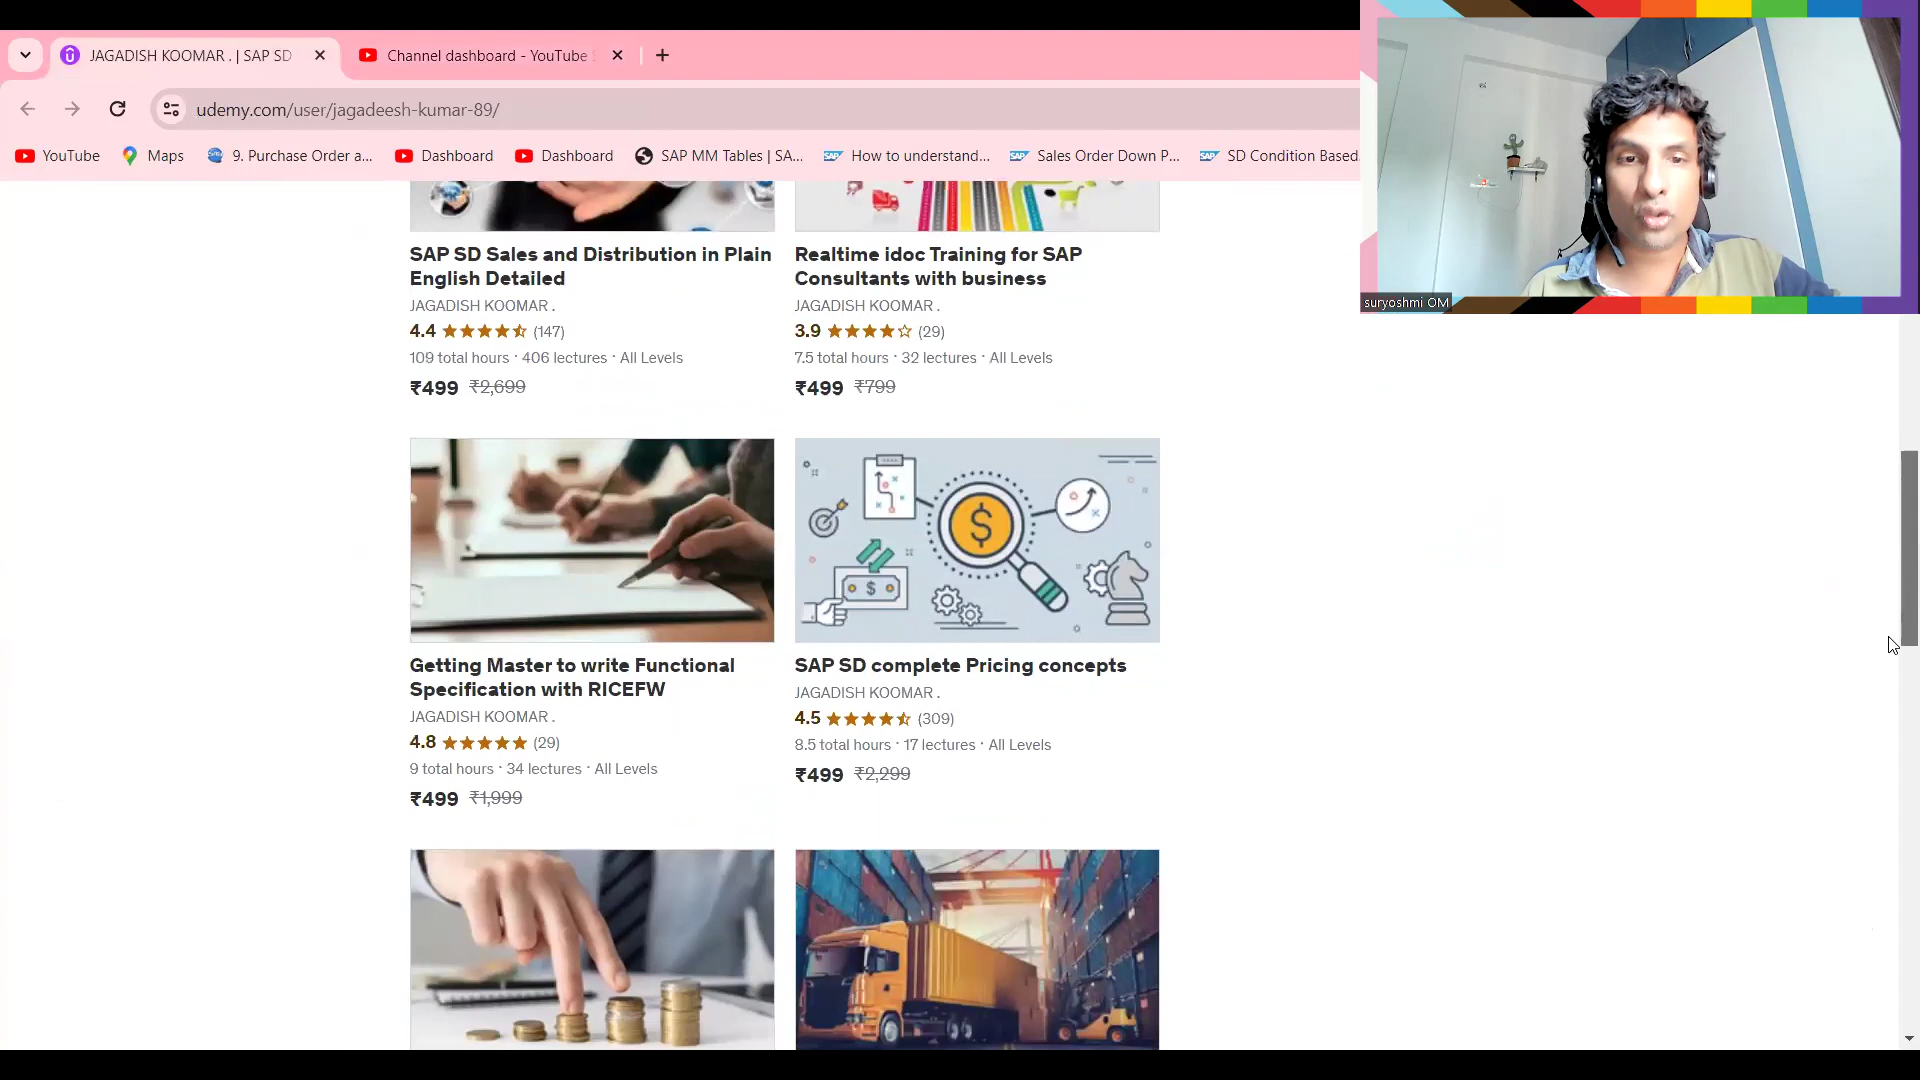 JAGADISH KOOMAR . | SAP SD
Channel dashboard - YouTube
udemy.com/user/jagadeesh-kumar-89/
YouTube
Maps
9. Purchase Order a...
Dashboard
Dashboard
SAP MM Tables | SA...
How to understand...
Sales Order Down P...
SD Condition Based
suryoshmi OM
SAP SD Sales and Distribution in Plain
English Detailed
JAGADISH KOOMAR .
4.4 (147)
109 total hours · 406 lectures · All Levels
₹499 ₹2,699
Realtime idoc Training for SAP
Consultants with business
JAGADISH KOOMAR .
3.9 (29)
7.5 total hours · 32 lectures · All Levels
₹499 ₹799
Getting Master to write Functional
Specification with RICEFW
JAGADISH KOOMAR .
4.8 (29)
9 total hours · 34 lectures · All Levels
₹499 ₹1,999
SAP SD complete Pricing concepts
JAGADISH KOOMAR .
4.5 (309)
8.5 total hours · 17 lectures · All Levels
₹499 ₹2,299